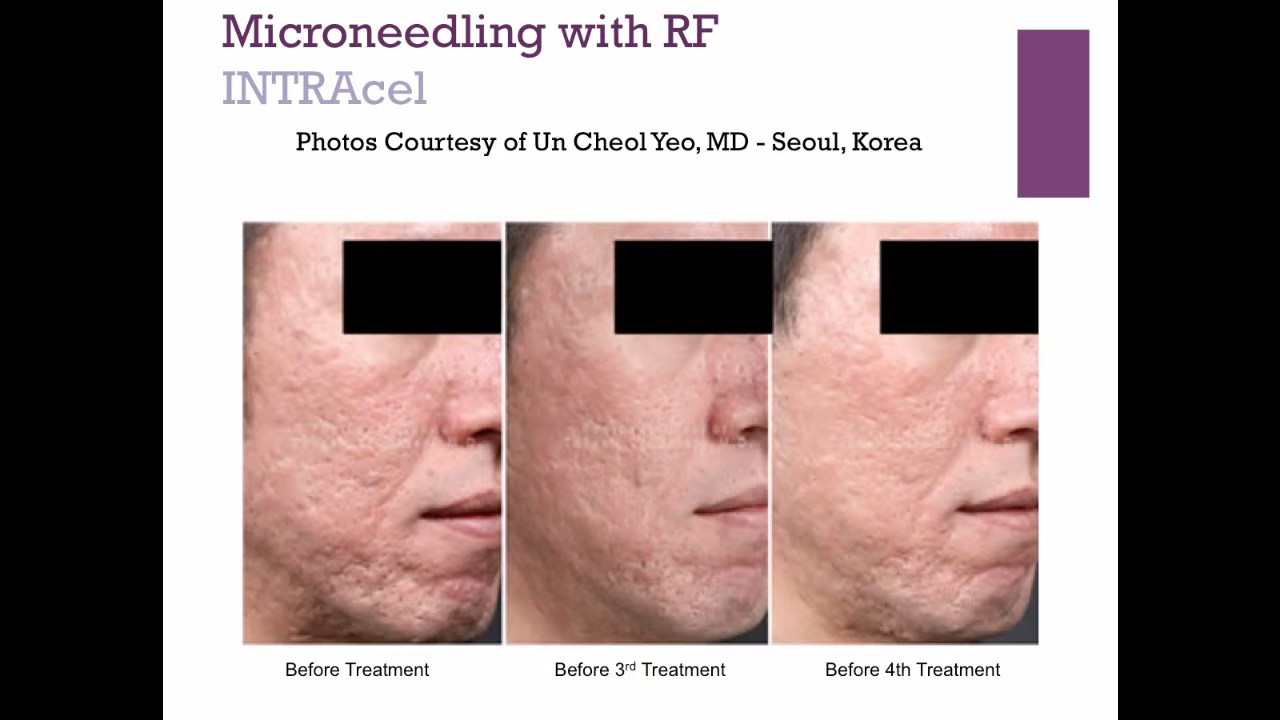 Microneedling with RF
INTRAcel
Photos Courtesy of Un Cheol Yeo, MD - Seoul, Korea
Before Treatment
Before 3rd Treatment
Before 4th Treatment